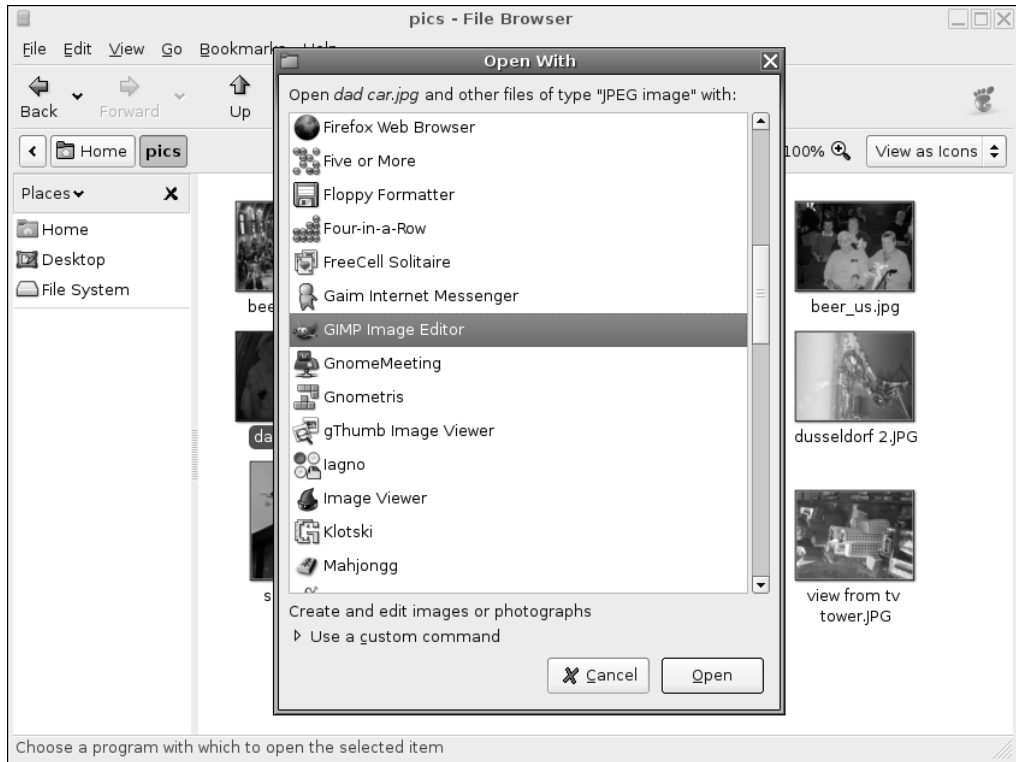 pics - File Browser
File Edit View Go Bookmarks Help
Open With
Back Forward Up
Open dad car.jpg and other files of type "JPEG image" with:
Home pics
100% View as Icons
Places
Home
Desktop
File System
Firefox Web Browser
Five or More
Floppy Formatter
Four-in-a-Row
FreeCell Solitaire
Gaim Internet Messenger
GIMP Image Editor
GnomeMeeting
Gnometris
gThumb Image Viewer
Iagno
Image Viewer
Klotski
Mahjongg
bee
beer_us.jpg
da
dusseldorf 2.JPG
s
view from tv
tower.JPG
Create and edit images or photographs
Use a custom command
Cancel Open
Choose a program with which to open the selected item